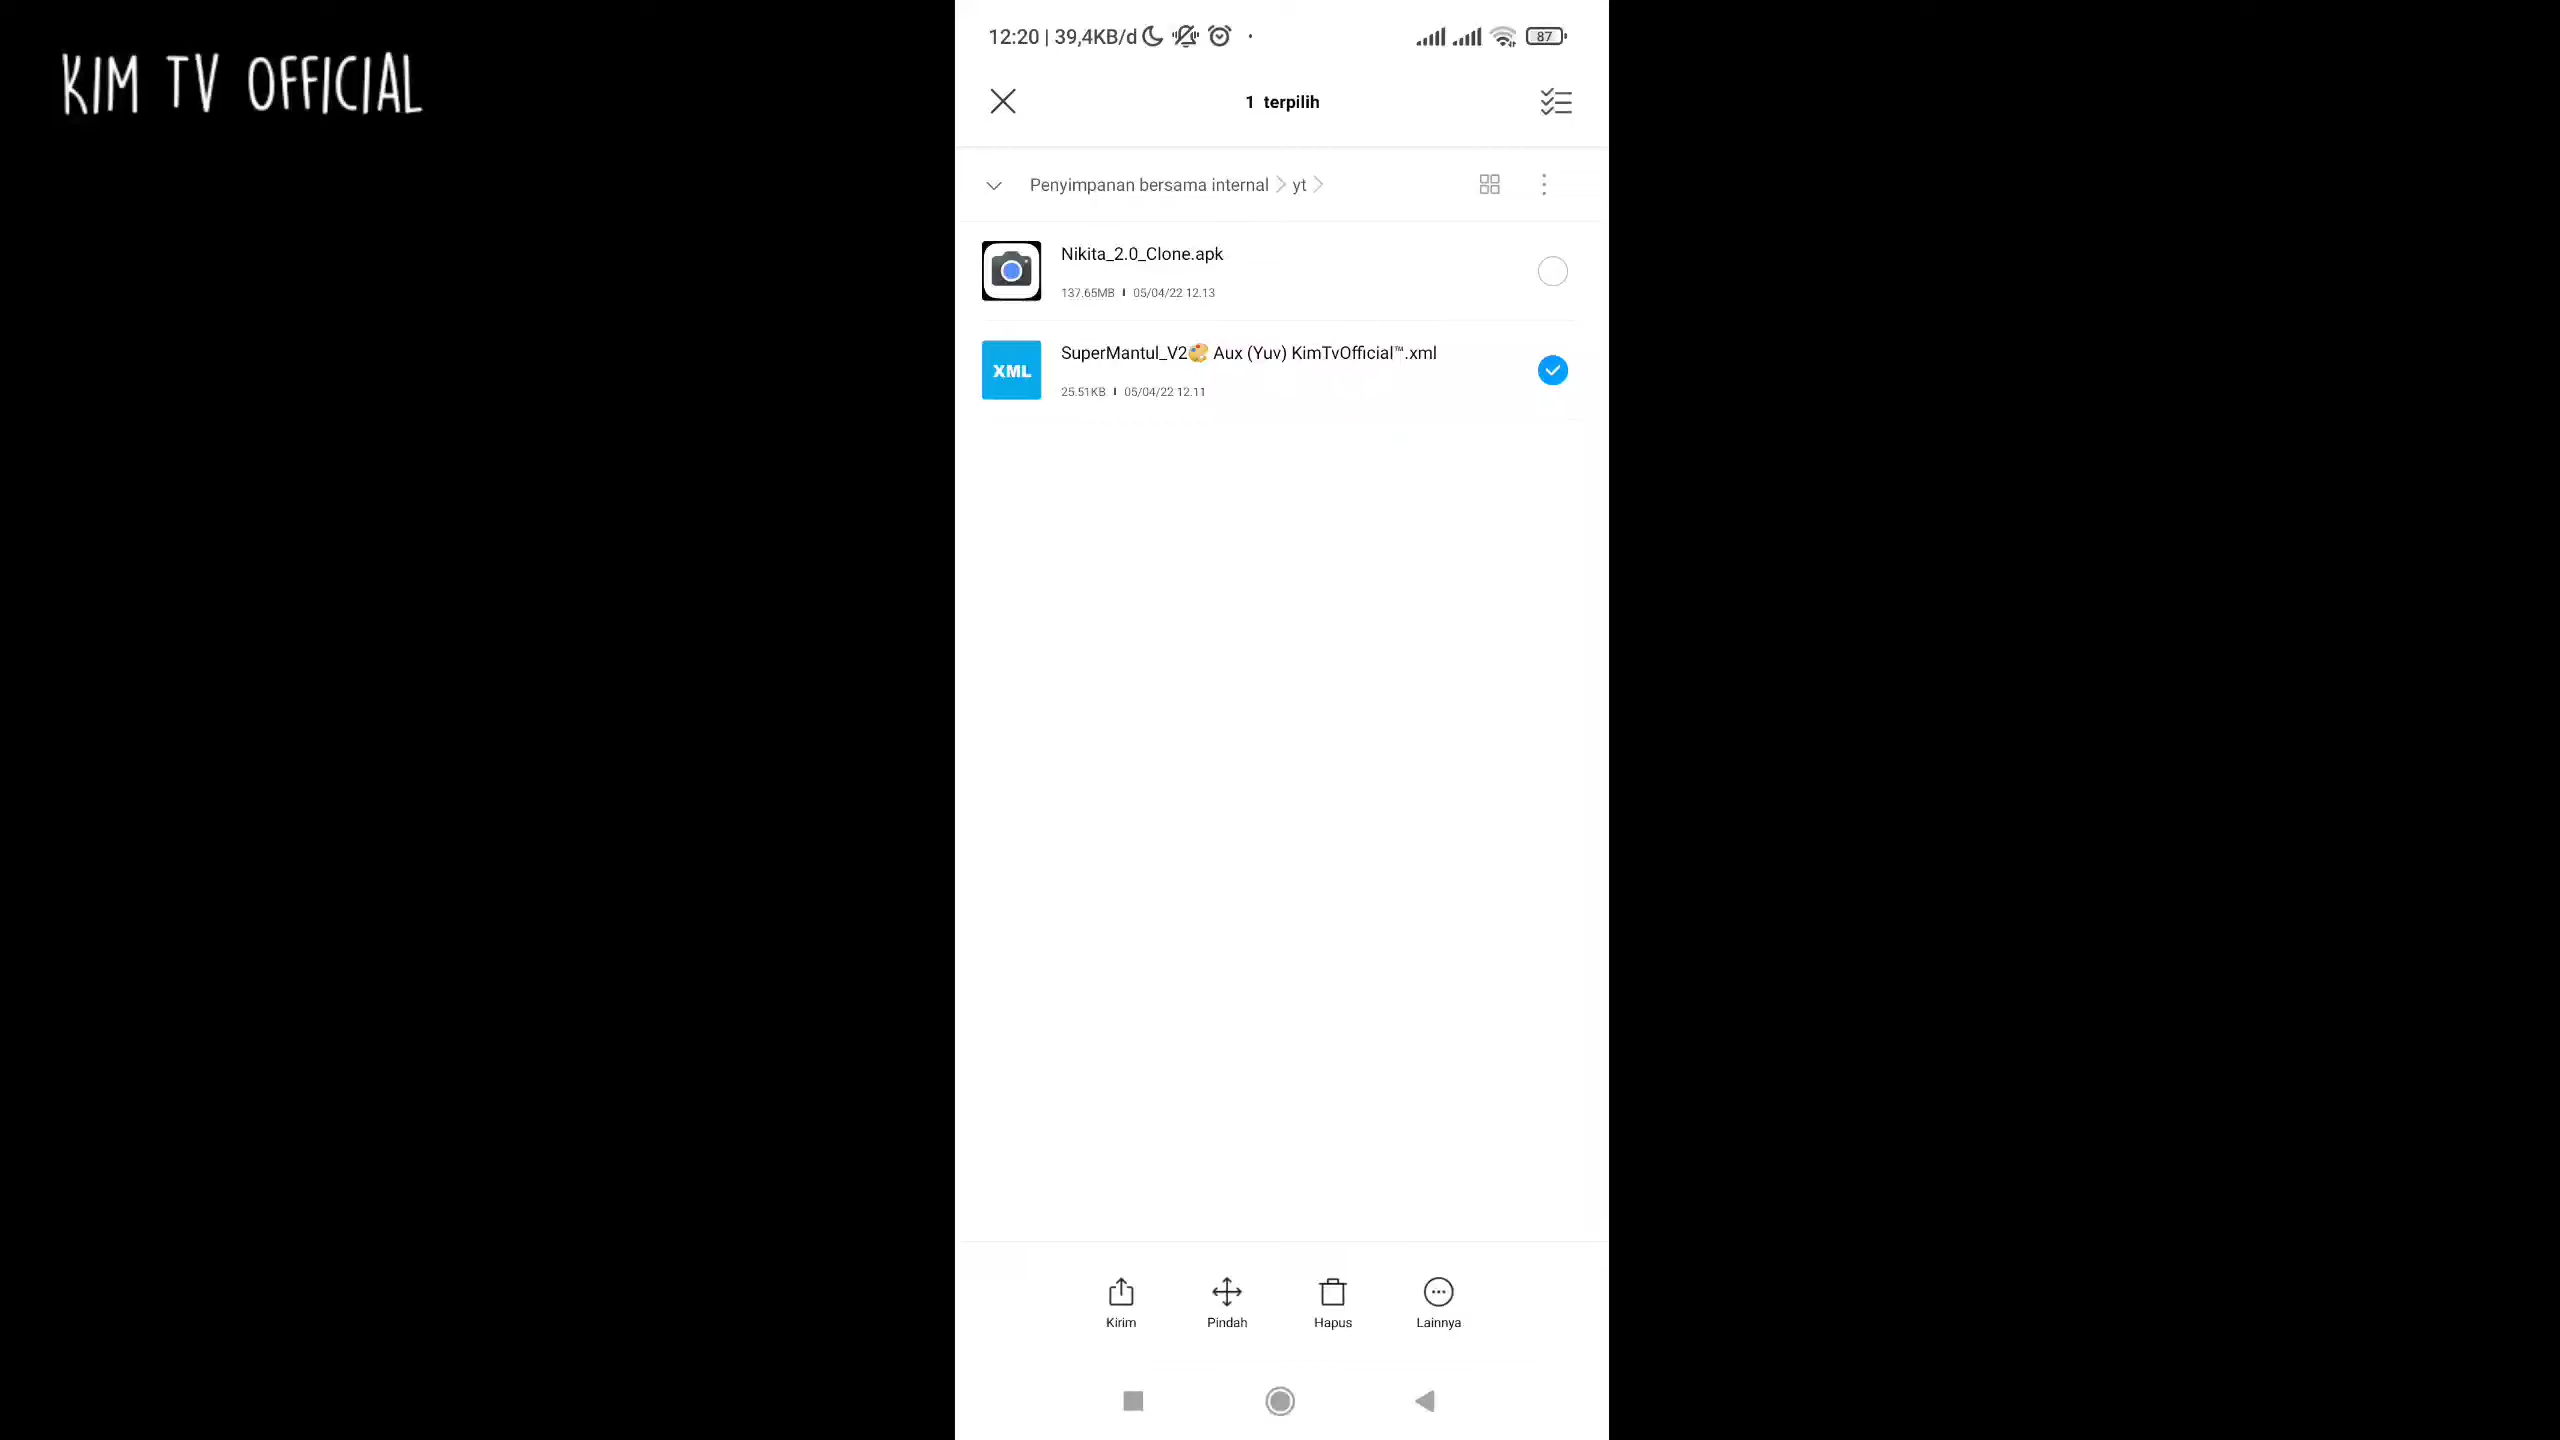 KIM TV OFFICIAL
12:20 | 39,4KB/d
87
1 terpilih
Penyimpanan bersama internal > yt >
Nikita_2.0_Clone.apk
137.65MB | 05/04/22 12.13
XML
SuperMantul_V2🎨 Aux (Yuv) KimTvOfficial™.xml
25.51KB | 05/04/22 12.11
Kirim
Pindah
Hapus
Lainnya